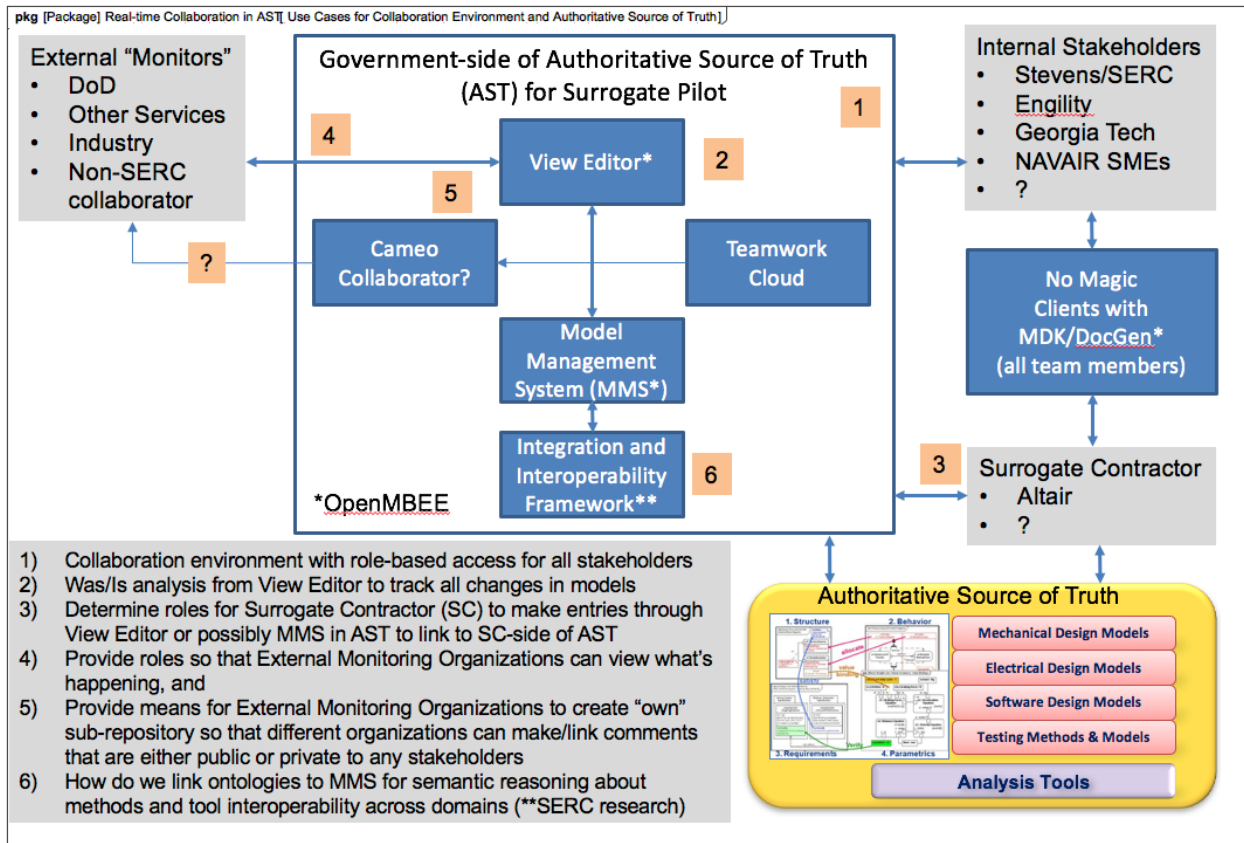 pkg [Package] Real-time Collaboration in AST[ Use Cases for Collaboration Environment and Authoritative Source of Truth]
External “Monitors”
• DoD
• Other Services
• Industry
• Non-SERC
collaborator
Government-side of Authoritative Source of Truth
(AST) for Surrogate Pilot
1
Internal Stakeholders
• Stevens/SERC
• Engility
• Georgia Tech
• NAVAIR SMEs
• ?
4
View Editor*
2
5
?
Cameo
Collaborator?
Teamwork
Cloud
No Magic
Clients with
MDK/DocGen*
(all team members)
Model
Management
System (MMS*)
Integration and
Interoperability
Framework**
6
*OpenMBEE
3
Surrogate Contractor
• Altair
• ?
1) Collaboration environment with role-based access for all stakeholders
2) Was/Is analysis from View Editor to track all changes in models
3) Determine roles for Surrogate Contractor (SC) to make entries through
View Editor or possibly MMS in AST to link to SC-side of AST
4) Provide roles so that External Monitoring Organizations can view what’s
happening, and
5) Provide means for External Monitoring Organizations to create “own”
sub-repository so that different organizations can make/link comments
that are either public or private to any stakeholders
6) How do we link ontologies to MMS for semantic reasoning about
methods and tool interoperability across domains (**SERC research)
Authoritative Source of Truth
1. Structure
2. Behavior
allocate
value
binding
satisfy
Verify
3. Requirements
4. Parametrics
Mechanical Design Models
Electrical Design Models
Software Design Models
Testing Methods & Models
Analysis Tools